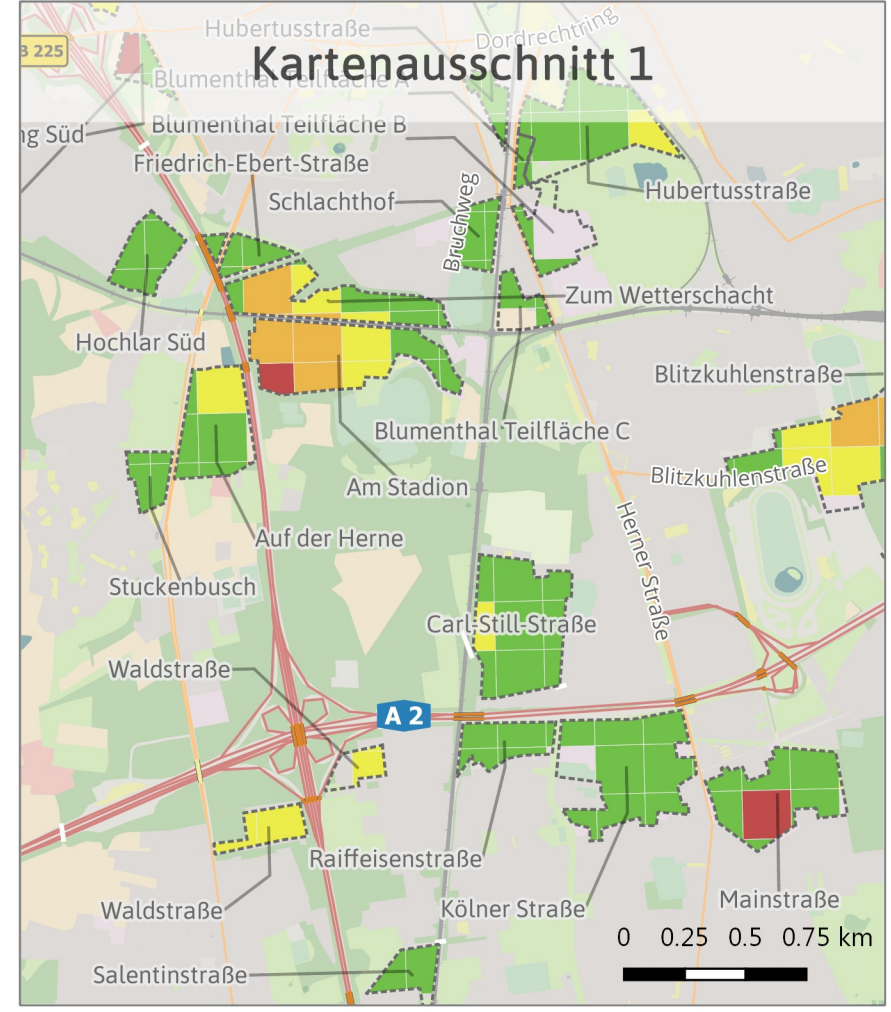 Hubertusstraße
Dordrechtring
B 225
Kartenausschnitt 1
Blumenthal Teilfläche A
ng Süd
Blumenthal Teilfläche B
Friedrich-Ebert-Straße
Schlachthof
Bruchweg
Hubertusstraße
Zum Wetterschacht
Hochlar Süd
Blitzkuhlenstraße
Blumenthal Teilfläche C
Blitzkuhlenstraße
Am Stadion
Herner Straße
Auf der Herne
Stuckenbusch
Carl-Still-Straße
Waldstraße
A 2
Raiffeisenstraße
Mainstraße
Waldstraße
Kölner Straße
0 0.25 0.5 0.75 km
Salentinstraße